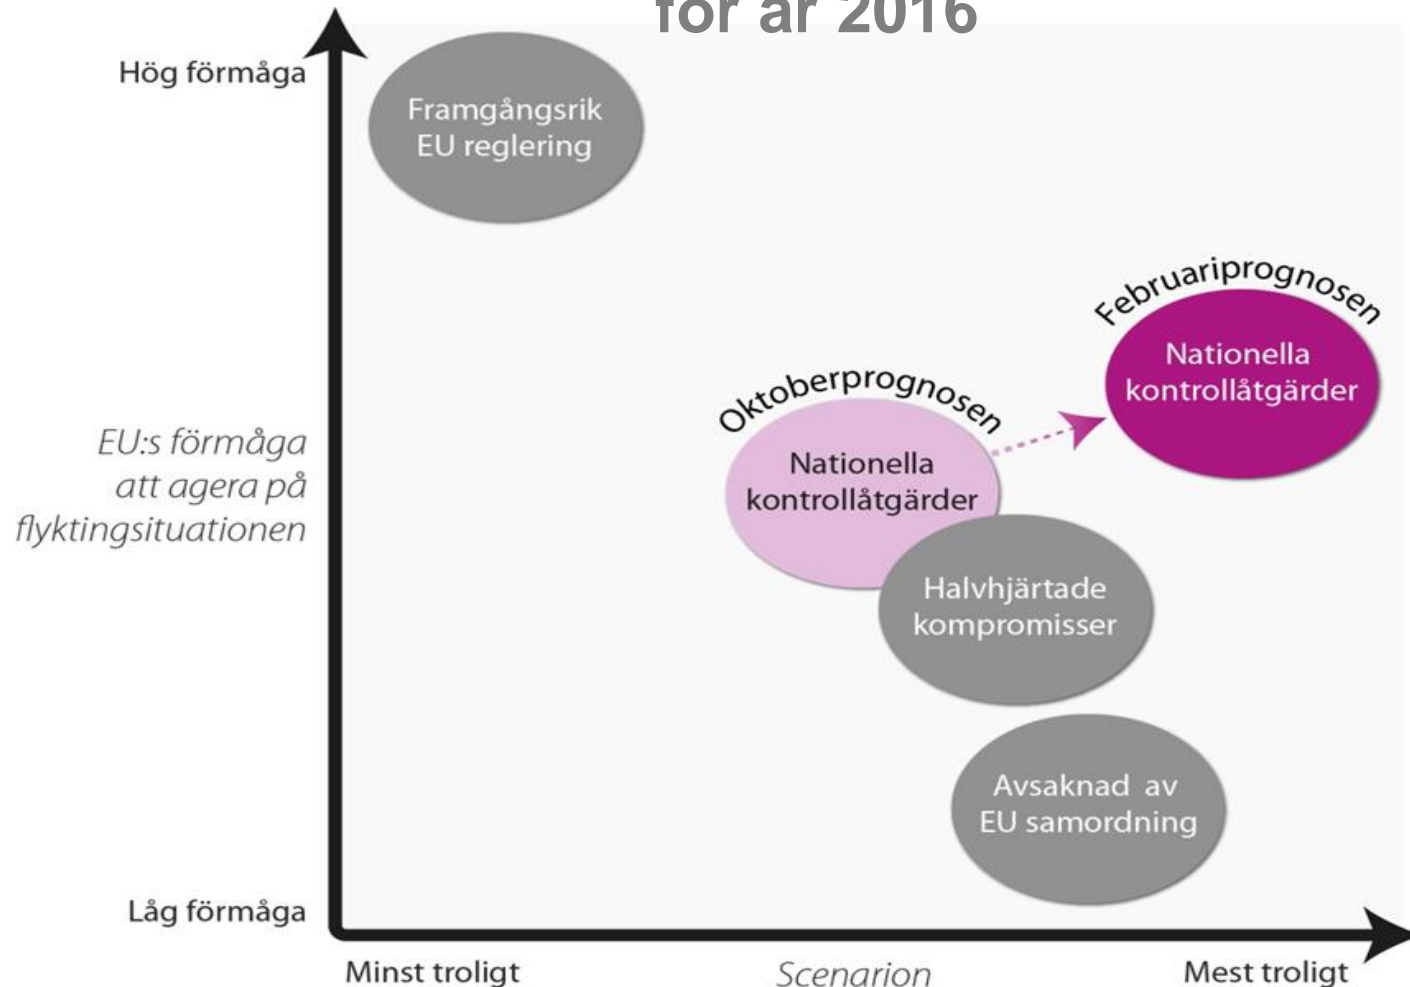 för år 2016
Hög förmåga
Framgångsrik
EU reglering
Februariprognosen
Nationella
kontrollåtgärder
Oktoberprognosen
Nationella
kontrollåtgärder
EU:s förmåga
att agera på
flyktingsituationen
Halvhjärtade
kompromisser
Avsaknad av
EU samordning
Låg förmåga
Minst troligt
Scenarion
Mest troligt